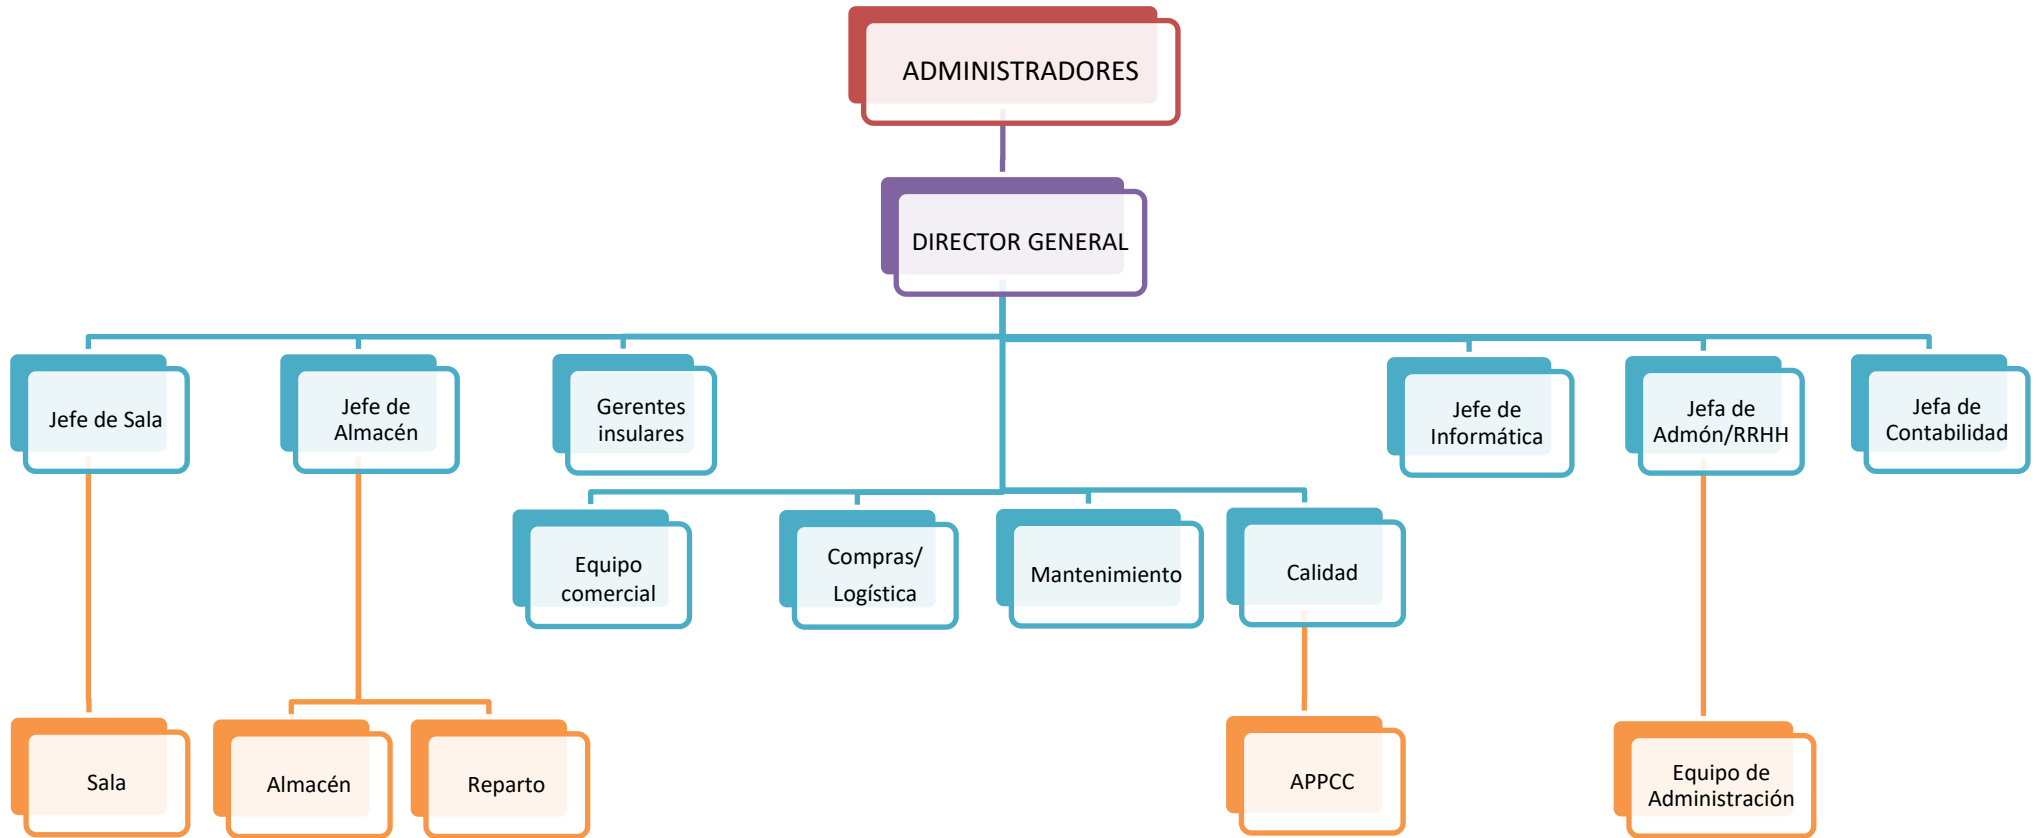 ADMINISTRADORES
DIRECTOR GENERAL
Jefe de Sala
Jefe de
Almacén
Gerentes
insulares
Jefe de
Informática
Jefa de
Admón/RRHH
Jefa de
Contabilidad
Equipo
comercial
Compras/
Logística
Mantenimiento
Calidad
Sala
Almacén
Reparto
APPCC
Equipo de
Administración